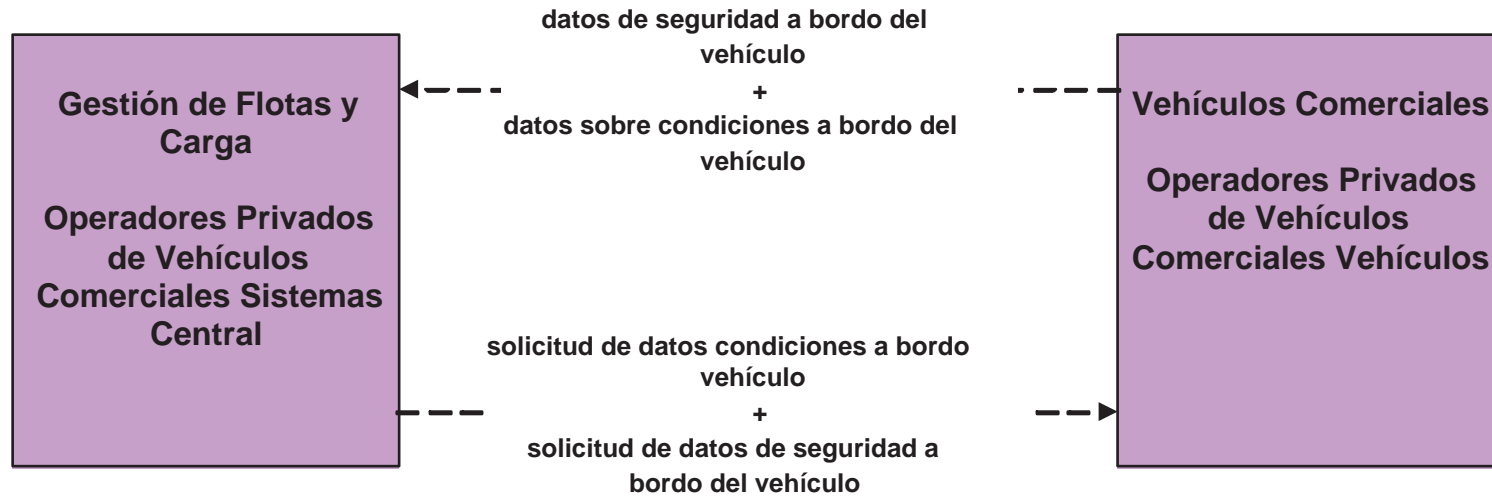 Gestión de Flotas y
Carga
Operadores Privados
de Vehículos
Comerciales Sistemas
Central
datos de seguridad a bordo del
vehículo
+
datos sobre condiciones a bordo del
vehículo
solicitud de datos condiciones a bordo
vehículo
+
solicitud de datos de seguridad a
bordo del vehículo
Vehículos Comerciales
Operadores Privados
de Vehículos
Comerciales Vehículos